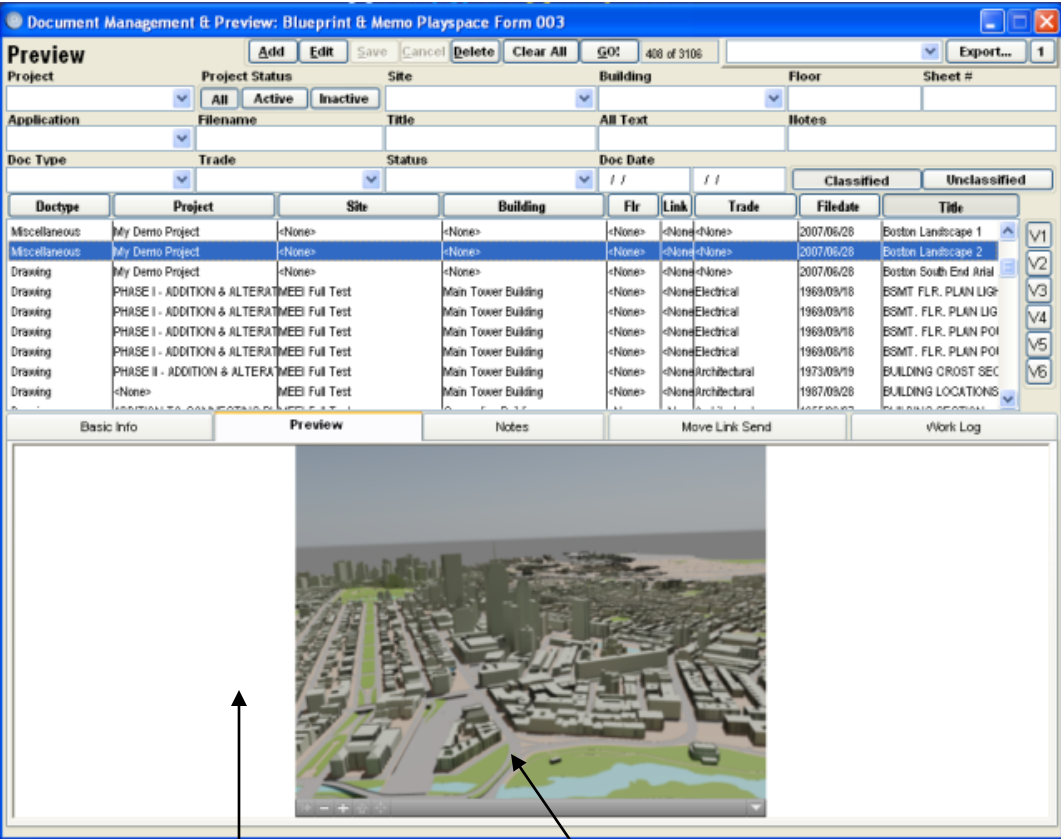 Document Management & Preview: Blueprint & Memo Playspace Form 003
Preview Add Edit Save Cancel Delete Clear All GO! 408 of 3106 Export... 1
Project Project Status Site Building Floor Sheet #
All Active Inactive
Application Filename Title All Text Notes
Doc Type Trade Status Doc Date
/ / / / Classified Unclassified
Doctype Project Site Building Flr Link Trade Filedate Title
Miscellaneous My Demo Project <None> <None> <None> <None <None> 2007/06/28 Boston Landscape 1
Miscellaneous My Demo Project <None> <None> <None> <None <None> 2007/06/28 Boston Landscape 2
Drawing My Demo Project <None> <None> <None> <None <None> 2007/06/28 Boston South End Arial
Drawing PHASE I - ADDITION & ALTERAT MEEI Full Test Main Tower Building <None> <None Electrical 1969/09/18 BSMT FLR. PLAN LIGH
Drawing PHASE I - ADDITION & ALTERAT MEEI Full Test Main Tower Building <None> <None Electrical 1969/09/18 BSMT. FLR. PLAN LIG
Drawing PHASE I - ADDITION & ALTERAT MEEI Full Test Main Tower Building <None> <None Electrical 1969/09/18 BSMT. FLR. PLAN POI
Drawing PHASE I - ADDITION & ALTERAT MEEI Full Test Main Tower Building <None> <None Electrical 1969/08/18 BSMT. FLR. PLAN POI
Drawing PHASE II - ADDITION & ALTERA MEEI Full Test Main Tower Building <None> <None Architectural 1973/09/19 BUILDING CROST SEC
Drawing <None> MEEI Full Test Main Tower Building <None> <None Architectural 1987/09/28 BUILDING LOCATIONS
V1
V2
V3
V4
V5
V6
Basic Info Preview Notes Move Link Send Work Log